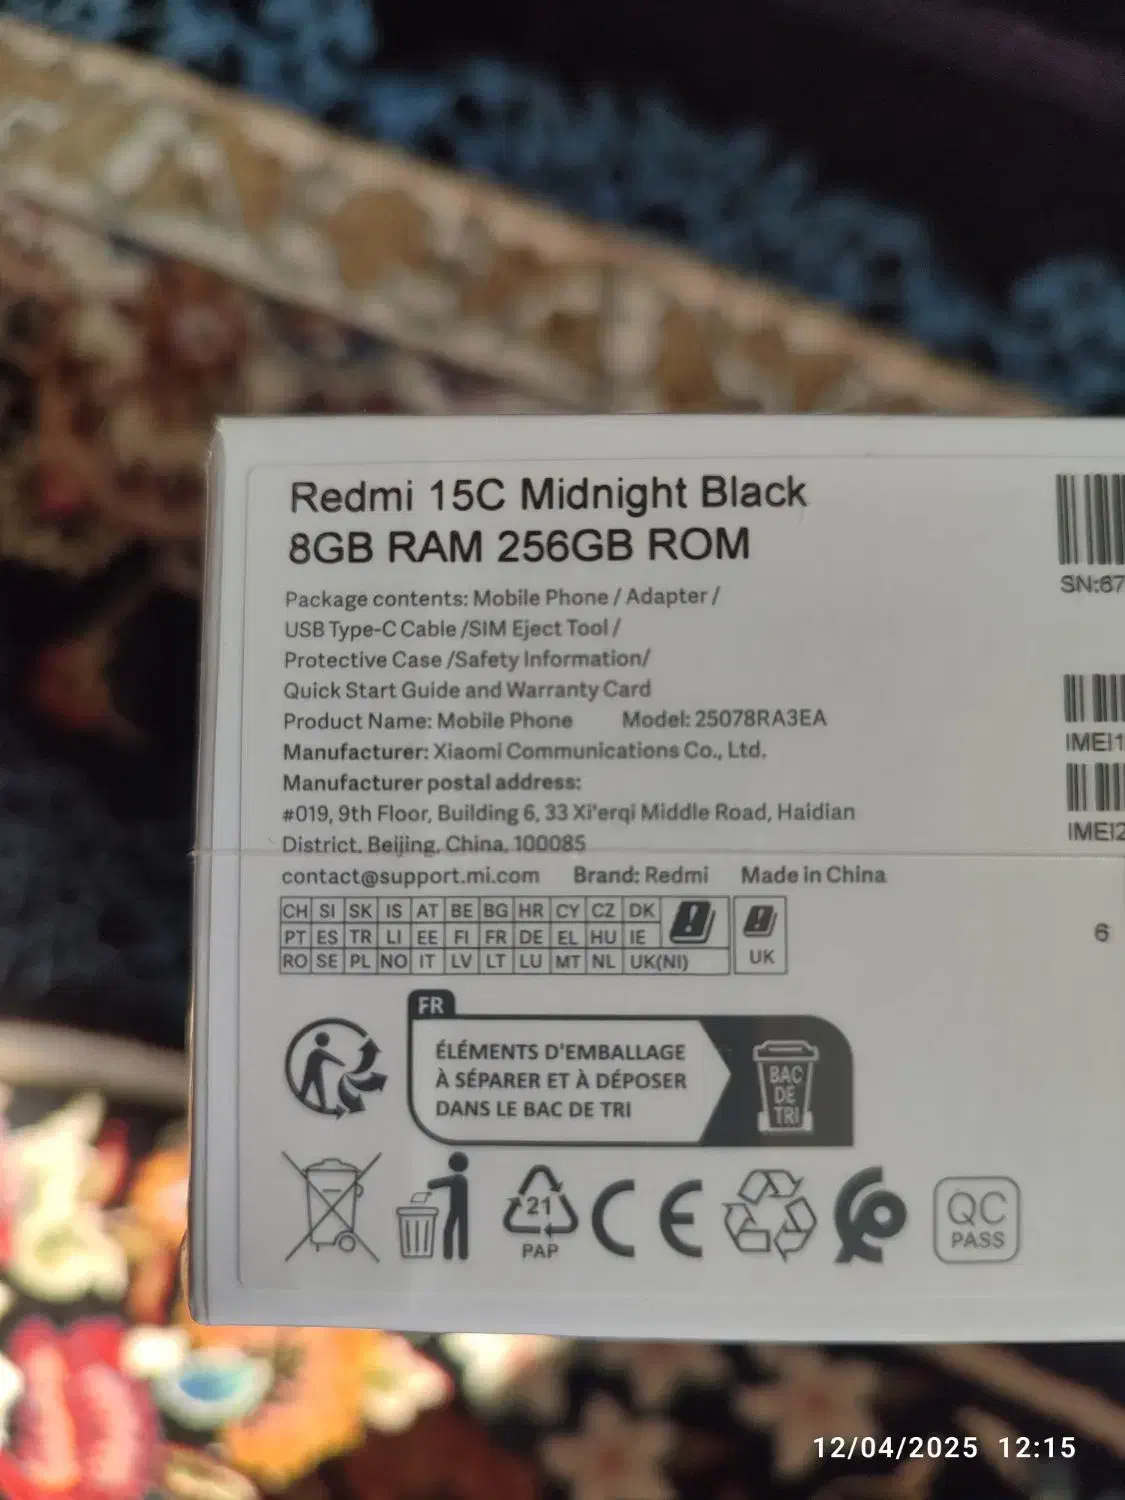 Redmi 15C Midnight Black
8GB RAM 256GB ROM
Package contents: Mobile Phone / Adapter /
USB Type-C Cable /SIM Eject Tool /
Protective Case /Safety Information/
Quick Start Guide and Warranty Card
Product Name: Mobile Phone Model: 25078RA3EA
Manufacturer: Xiaomi Communications Co., Ltd.
Manufacturer postal address:
#019, 9th Floor, Building 6, 33 Xi'erqi Middle Road, Haidian
District, Beijing, China, 100085
contact@support.mi.com Brand: Redmi Made in China
CH SI SK IS AT BE BG HR CY CZ DK
PT ES TR LI EE FI FR DE EL HU IE
RO SE PL NO IT LV LT LU MT NL UK(NI)
UK
SN:67
IMEI1
IMEI2
6
FR
ÉLÉMENTS D'EMBALLAGE
À SÉPARER ET À DÉPOSER
DANS LE BAC DE TRI
BAC
DE
TRI
21
PAP
CE
QC
PASS
12/04/2025 12:15